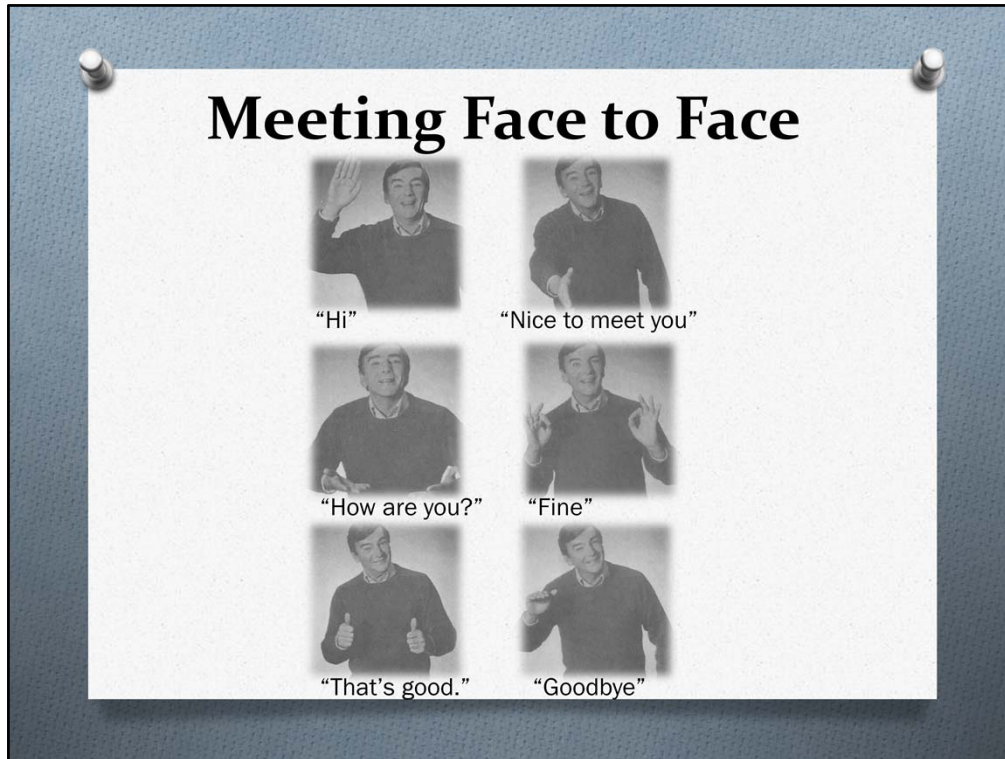 Meeting Face to Face
“Hi”
“Nice to meet you”
“How are you?”
“Fine”
“That’s good.”
“Goodbye”